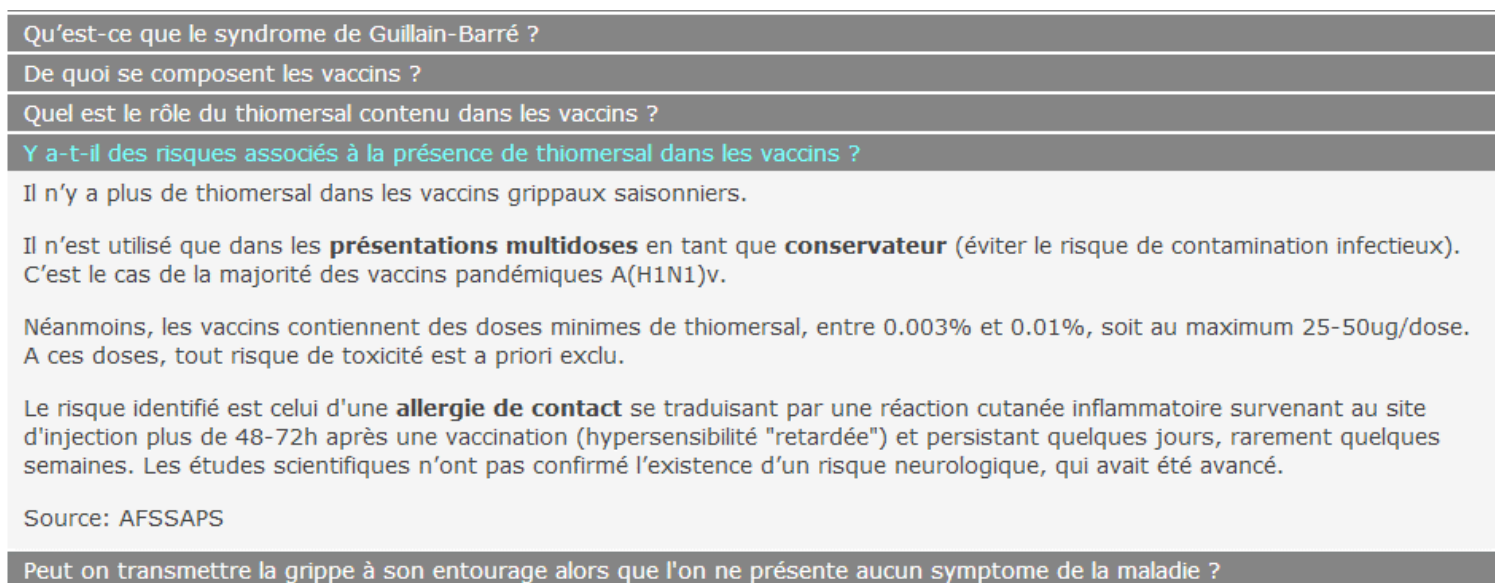 Qu’est-ce que le syndrome de Guillain-Barré ?
De quoi se composent les vaccins ?
Quel est le rôle du thiomersal contenu dans les vaccins ?
Y a-t-il des risques associés à la présence de thiomersal dans les vaccins ?
Il n’y a plus de thiomersal dans les vaccins grippaux saisonniers.
Il n’est utilisé que dans les présentations multidoses en tant que conservateur (éviter le risque de contamination infectieux).
C’est le cas de la majorité des vaccins pandémiques A(H1N1)v.
Néanmoins, les vaccins contiennent des doses minimes de thiomersal, entre 0.003% et 0.01%, soit au maximum 25-50ug/dose.
A ces doses, tout risque de toxicité est a priori exclu.
Le risque identifié est celui d'une allergie de contact se traduisant par une réaction cutanée inflammatoire survenant au site
d'injection plus de 48-72h après une vaccination (hypersensibilité "retardée") et persistant quelques jours, rarement quelques
semaines. Les études scientifiques n’ont pas confirmé l’existence d’un risque neurologique, qui avait été avancé.
Source: AFSSAPS
Peut on transmettre la grippe à son entourage alors que l'on ne présente aucun symptome de la maladie ?